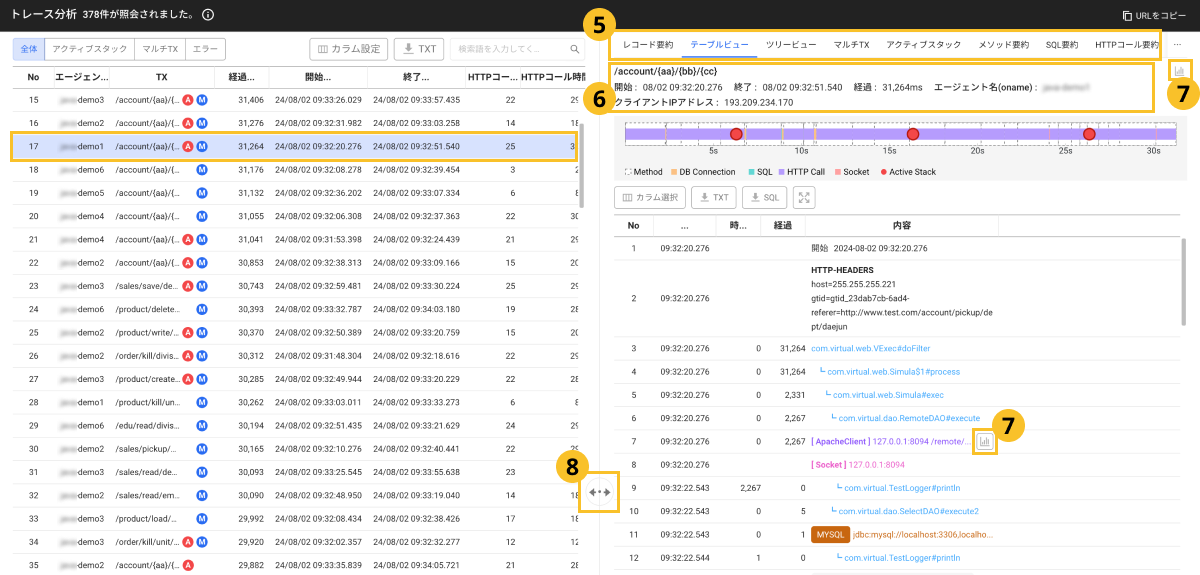 トレース分析 378件が照会されました。
URLをコピー
全体 アクティブスタック マルチTX エラー カラム設定 TXT 検索語を入力してく.
No エージェン... TX 経過... 開始... 終了... HTTPコー... HTTPコール時間
15 demo3 /account/{aa}/{... A M 31,406 24/08/02 09:33:26.029 24/08/02 09:33:57.435 22 29
16 demo2 /account/{aa}/{... A M 31,276 24/08/02 09:32:31.982 24/08/02 09:33:03.258 14 18
17 demo1 /account/{aa}/{... A M 31,264 24/08/02 09:32:20.276 24/08/02 09:32:51.540 25 3
18 demo6 /account/{aa}/{... M 31,176 24/08/02 09:32:08.278 24/08/02 09:32:39.454 3 2
19 demo5 /account/{aa}/{... M 31,132 24/08/02 09:32:36.202 24/08/02 09:33:07.334 6 8
20 demo4 /account/{aa}/{... M 31,055 24/08/02 09:32:06.308 24/08/02 09:32:37.363 22 30
21 demo4 /account/{aa}/{... A M 31,041 24/08/02 09:31:53.398 24/08/02 09:32:24.439 21 29
22 demo2 /account/{aa}/{... A M 30,853 24/08/02 09:32:38.313 24/08/02 09:33:09.166 15 20
23 demo3 /sales/save/de... A M 30,743 24/08/02 09:32:59.481 24/08/02 09:33:30.224 21 25
24 demo6 /product/delete... M 30,393 24/08/02 09:33:32.787 24/08/02 09:34:03.180 19 28
25 demo2 /product/write/... A M 30,370 24/08/02 09:32:50.389 24/08/02 09:33:20.759 15 20
26 demo2 /order/kill/divis... A M 30,312 24/08/02 09:31:48.304 24/08/02 09:32:18.616 22 29
27 demo3 /product/create... A M 30,285 24/08/02 09:32:49.944 24/08/02 09:33:20.229 22 28
28 demo1 /product/kill/un... M 30,262 24/08/02 09:33:03.011 24/08/02 09:33:33.273 6 8
29 demo6 /edu/read/divis... M 30,194 24/08/02 09:32:51.435 24/08/02 09:33:21.629 24 29
30 demo2 /sales/pickup/... M 30,165 24/08/02 09:32:10.276 24/08/02 09:32:40.441 22 29
31 demo3 /sales/read/de... M 30,093 24/08/02 09:33:25.545 24/08/02 09:33:55.638 23
32 demo2 /sales/read/em... M 30,090 24/08/02 09:32:48.950 24/08/02 09:33:19.040 14 18
33 demo3 /product/load/... M 29,992 24/08/02 09:32:08.434 24/08/02 09:32:38.426 17 18
34 demo3 /order/kill/unit/... A M 29,920 24/08/02 09:32:02.357 24/08/02 09:32:32.277 12 12
35 demo2 /account/{aa}/{... A 29,882 24/08/02 09:33:35.839 24/08/02 09:34:05.721 21 25
5
レコード要約 テーブルビュー ツリービュー マルチTX アクティブスタック メソッド要約 SQL要約 HTTPコール要約 ...
6
7
/account/{aa}/{bb}/{cc}
開始 : 08/02 09:32:20.276 終了 : 08/02 09:32:51.540 経過 : 31,264ms エージェント名(oname) :
クライアントIPアドレス : 193.209.234.170
5s 10s 15s 20s 25s 30s
Method DB Connection SQL HTTP Call Socket Active Stack
カラム選択 TXT SQL
No ... 時... 経過 内容
1 09:32:20.276 開始 2024-08-02 09:32:20.276
2 09:32:20.276 HTTP-HEADERS
host=255.255.255.221
gtid=gtid_23dab7cb-6ad4-
referer=http://www.test.com/account/pickup/de
pt/daejun
3 09:32:20.276 0 31,264 com.virtual.web.VExec#doFilter
4 09:32:20.276 0 31,264 com.virtual.web.Simula$1#process
5 09:32:20.276 0 2,331 com.virtual.web.Simula#exec
6 09:32:20.276 0 2,267 com.virtual.dao.RemoteDAO#execute
7 09:32:20.276 0 2,267 [ ApacheClient ] 127.0.0.1:8094 /remote/...
7
8 09:32:20.276 [ Socket ] 127.0.0.1:8094
8
9 09:32:22.543 2,267 0 com.virtual.TestLogger#println
10 09:32:22.543 0 5 com.virtual.dao.SelectDAO#execute2
11 09:32:22.543 0 1 MYSQL jdbc:mysql://localhost:3306,localho...
12 09:32:22.544 1 0 com.virtual.TestLogger#println